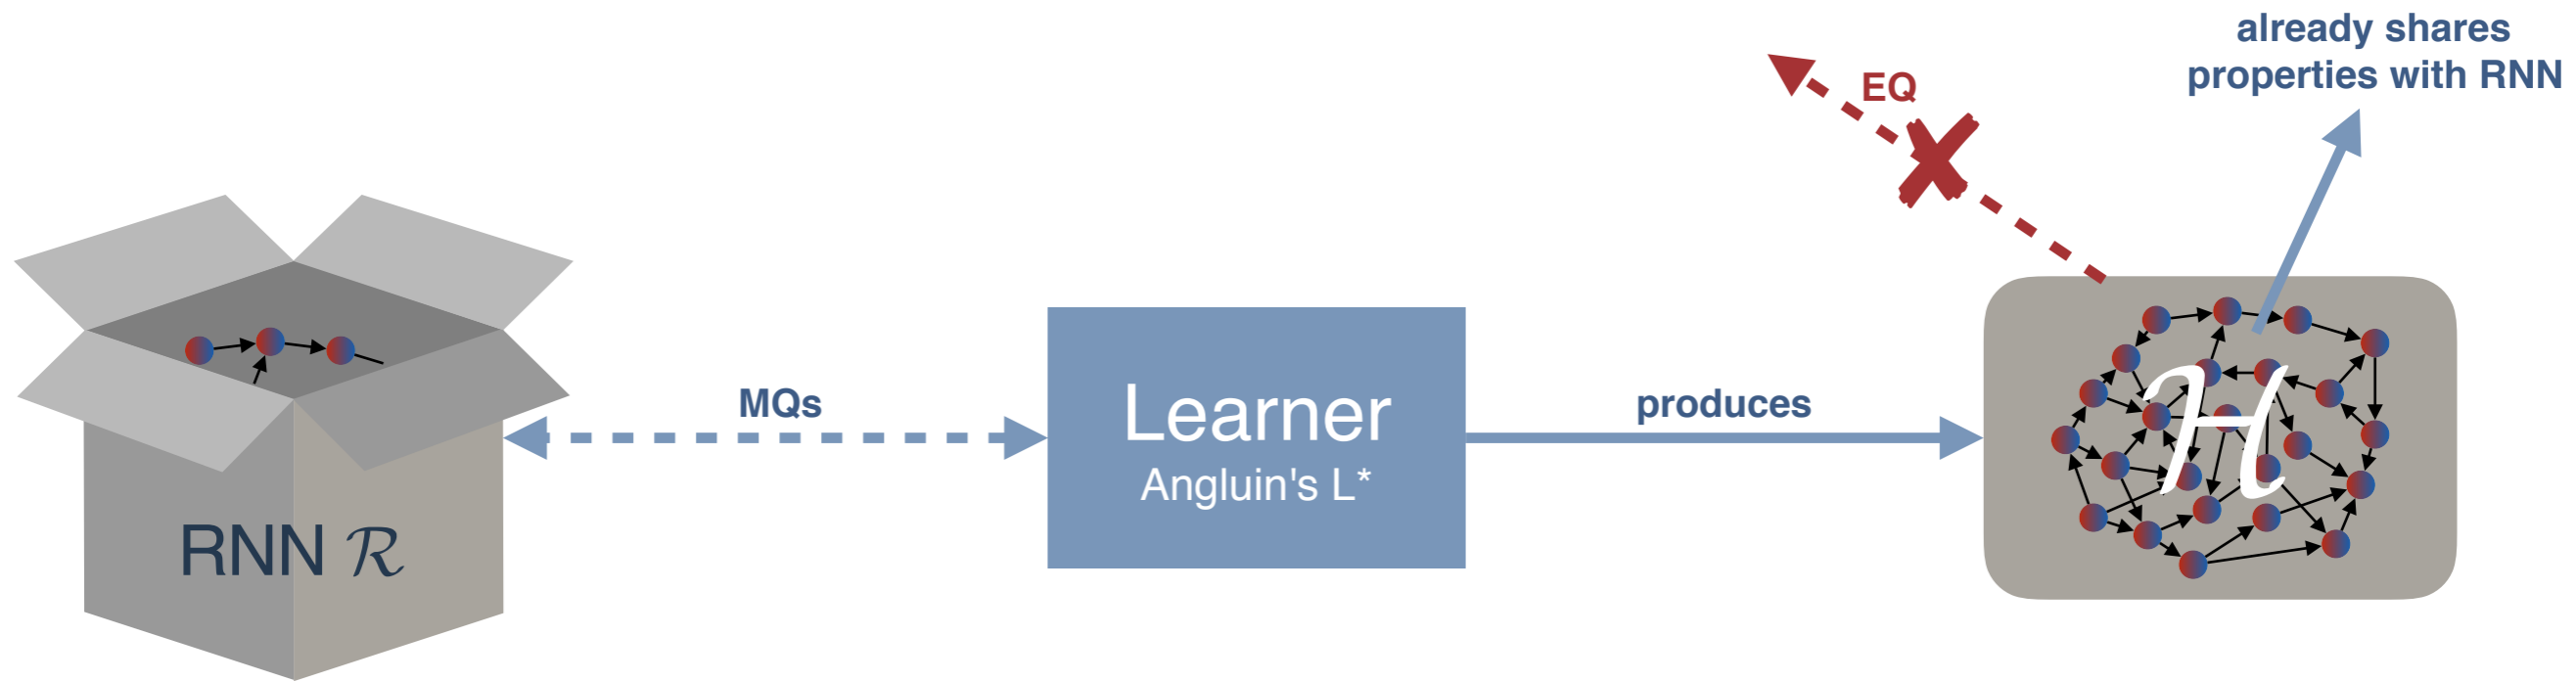 already shares
properties with RNN
EQ
MQs
produces
Learner
Angluin's L*
RNN ℛ
ℋ